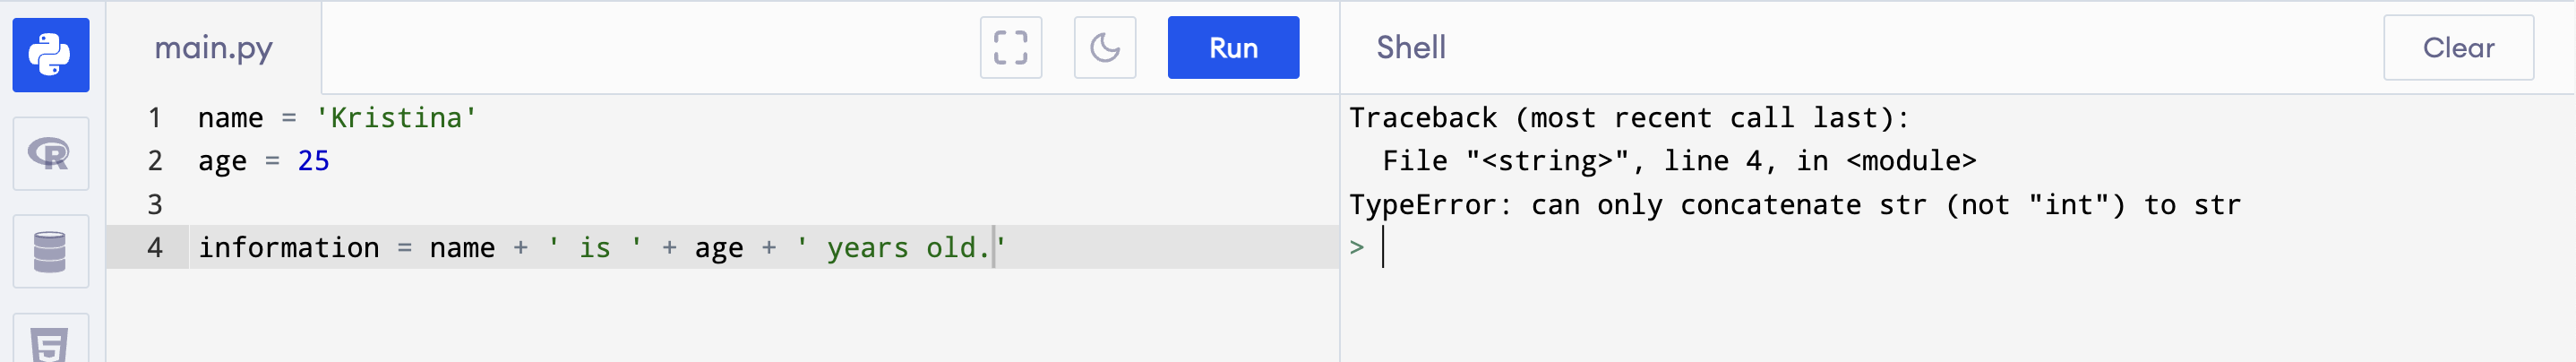 main.py
Run
Shell
Clear
1 name = 'Kristina'
2 age = 25
3
4 information = name + ' is ' + age + ' years old.'
Traceback (most recent call last):
  File "<string>", line 4, in <module>
TypeError: can only concatenate str (not "int") to str
>
R
5